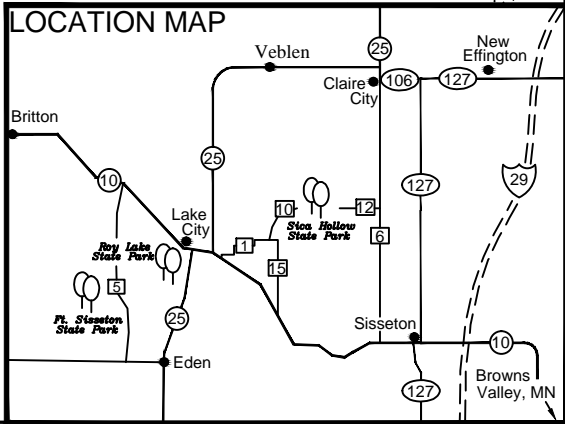 LOCATION MAP
25
New
Effington
Veblen
Claire
City
106
127
Britton
25
10
127
29
10
12
Lake
City
Sica Hollow
State Park
6
1
Roy Lake
State Park
15
5
Ft. Sisseton
State Park
25
Sisseton
10
Eden
127
Browns
Valley, MN